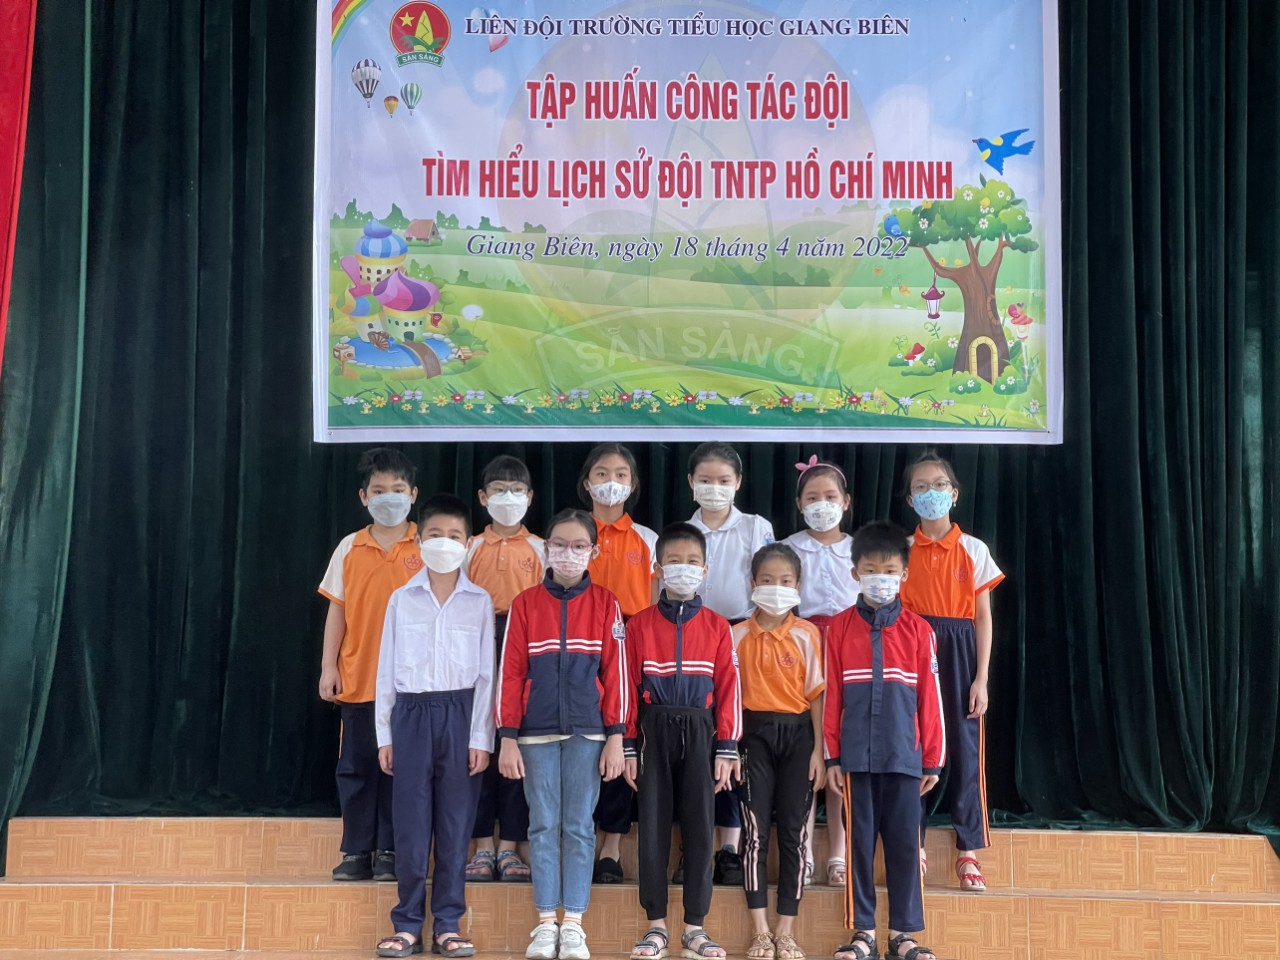 LIÊN ĐỘI TRƯỜNG TIỂU HỌC GIANG BIÊN
SẴN SÀNG
TẬP HUẤN CÔNG TÁC ĐỘI
TÌM HIỂU LỊCH SỬ ĐỘI TNTP HỒ CHÍ MINH
Giang Biên, ngày 18 tháng 4 năm 2022
SẴN SÀNG